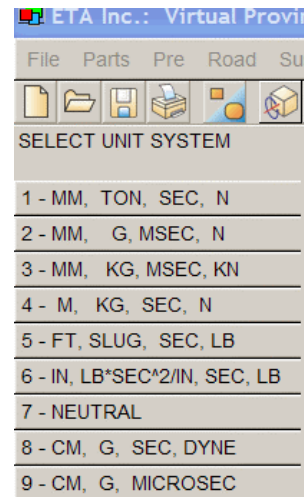 ETA Inc.: Virtual Provi
File Parts Pre Road Su
SELECT UNIT SYSTEM
1 - MM, TON, SEC, N
2 - MM, G, MSEC, N
3 - MM, KG, MSEC, KN
4 - M, KG, SEC, N
5 - FT, SLUG, SEC, LB
6 - IN, LB*SEC^2/IN, SEC, LB
7 - NEUTRAL
8 - CM, G, SEC, DYNE
9 - CM, G, MICROSEC